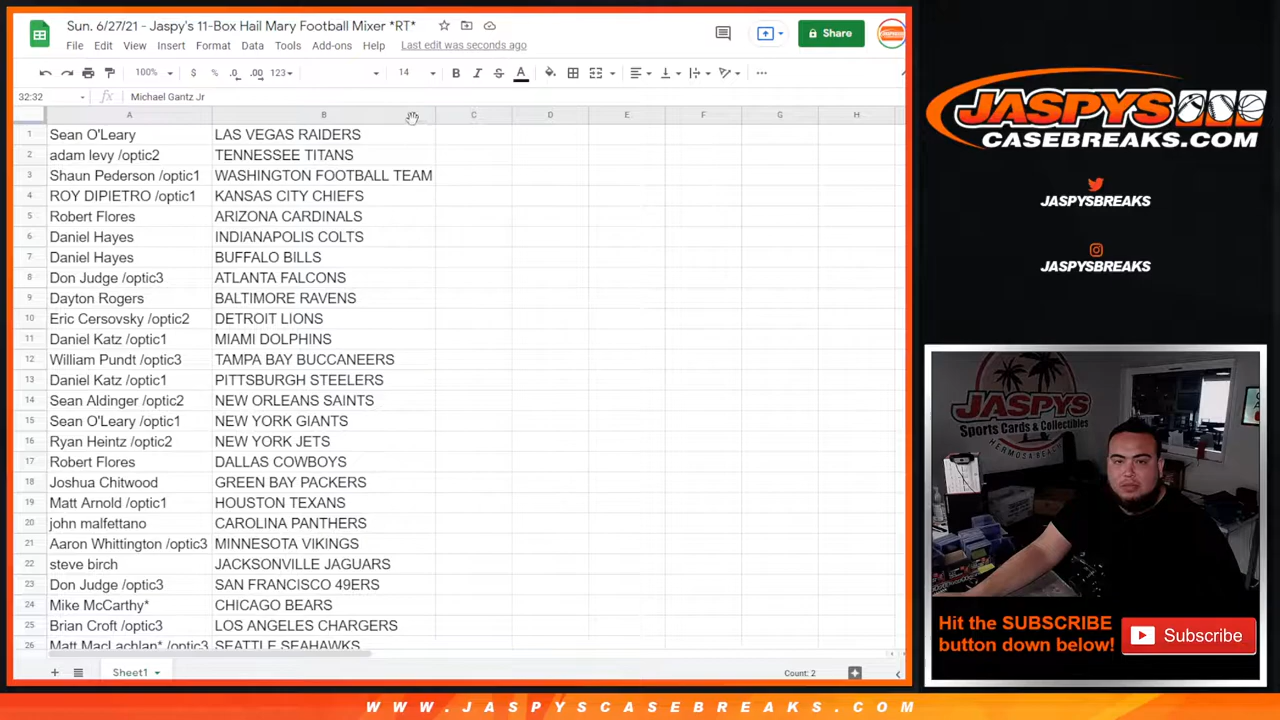 Sun. 6/27/21 - Jaspy's 11-Box Hail Mary Football Mixer *RT*
File Edit View Insert Format Data Tools Add-ons Help Last edit was seconds ago
Share
100% $ % .0 .00 123 14 B I S A
32:32 fx Michael Gantz Jr
A B C D E F G H
1 Sean O'Leary LAS VEGAS RAIDERS
2 adam levy /optic2 TENNESSEE TITANS
3 Shaun Pederson /optic1 WASHINGTON FOOTBALL TEAM
4 ROY DIPIETRO /optic1 KANSAS CITY CHIEFS
5 Robert Flores ARIZONA CARDINALS
6 Daniel Hayes INDIANAPOLIS COLTS
7 Daniel Hayes BUFFALO BILLS
8 Don Judge /optic3 ATLANTA FALCONS
9 Dayton Rogers BALTIMORE RAVENS
10 Eric Cersovsky /optic2 DETROIT LIONS
11 Daniel Katz /optic1 MIAMI DOLPHINS
12 William Pundt /optic3 TAMPA BAY BUCCANEERS
13 Daniel Katz /optic1 PITTSBURGH STEELERS
14 Sean Aldinger /optic2 NEW ORLEANS SAINTS
15 Sean O'Leary /optic1 NEW YORK GIANTS
16 Ryan Heintz /optic2 NEW YORK JETS
17 Robert Flores DALLAS COWBOYS
18 Joshua Chitwood GREEN BAY PACKERS
19 Matt Arnold /optic1 HOUSTON TEXANS
20 john malfettano CAROLINA PANTHERS
21 Aaron Whittington /optic3 MINNESOTA VIKINGS
22 steve birch JACKSONVILLE JAGUARS
23 Don Judge /optic3 SAN FRANCISCO 49ERS
24 Mike McCarthy* CHICAGO BEARS
25 Brian Croft /optic3 LOS ANGELES CHARGERS
26 Matt MacLachlan* /optic3 SEATTLE SEAHAWKS
Sheet1
Count: 2
JASPYS
CASEBREAKS.COM
JASPYSBREAKS
JASPYSBREAKS
JASPYS
Sports Cards & Collectibles
HERMOSA BEACH
Hit the SUBSCRIBE
button down below!
Subscribe
WWW.JASPYSCASEBREAKS.COM